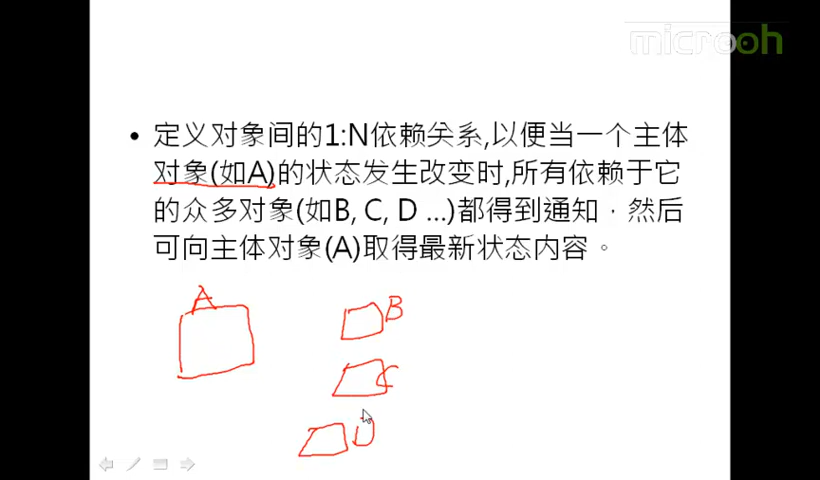 microoh
• 定义对象间的1:N依赖关系,以便当一个主体
对象(如A)的状态发生改变时,所有依赖于它
的众多对象(如B, C, D ...)都得到通知，然后
可向主体对象(A)取得最新状态内容。
A
B
C
D